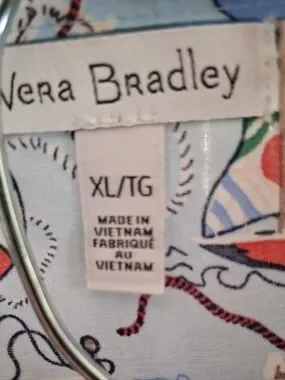 Vera Bradley
XL/TG
MADE IN
VIETNAM
FABRIQUÉ
AU
VIETNAM